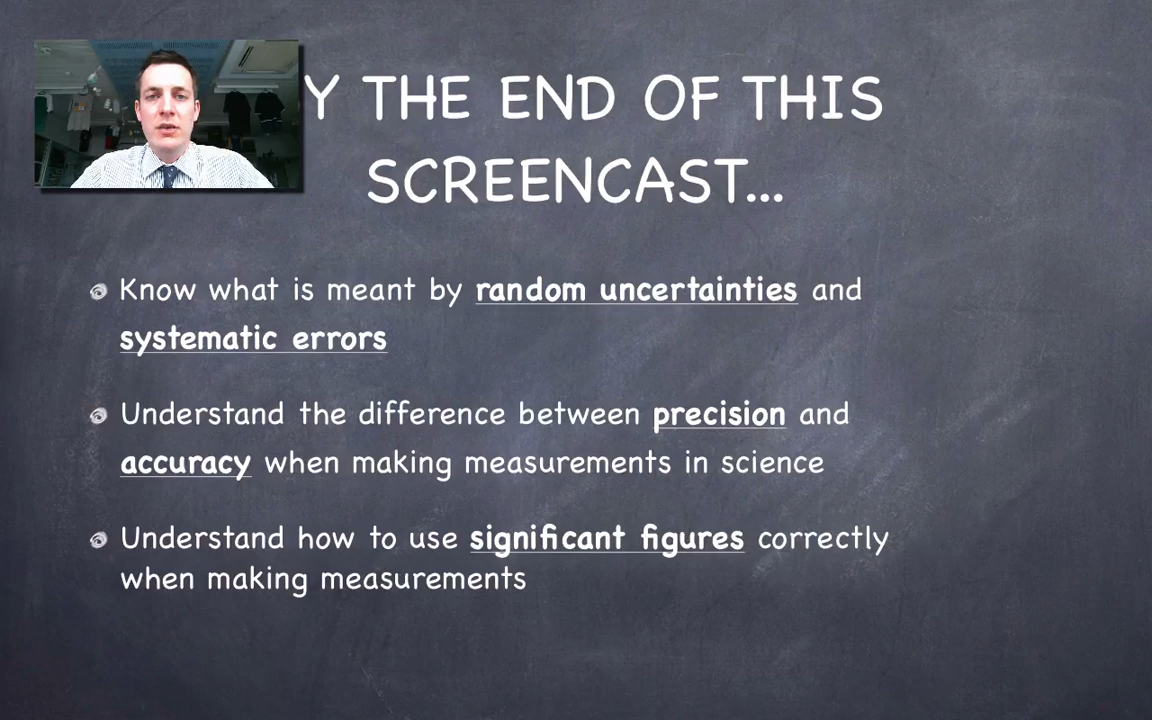 Y THE END OF THIS
SCREENCAST...
Know what is meant by random uncertainties and
systematic errors
Understand the difference between precision and
accuracy when making measurements in science
Understand how to use significant figures correctly
when making measurements